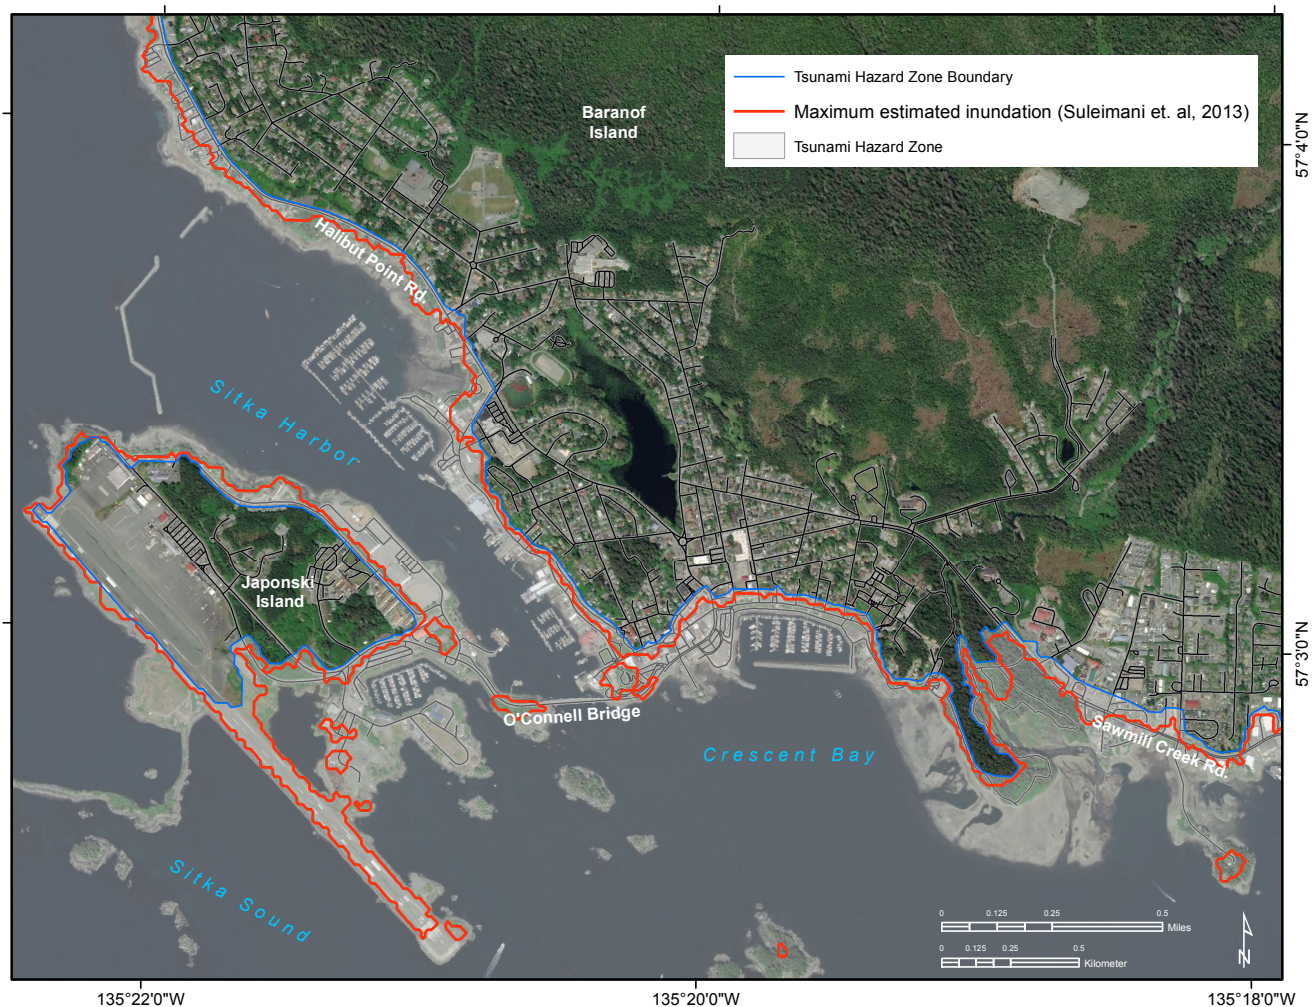 Tsunami Hazard Zone Boundary
Maximum estimated inundation (Suleimani et. al, 2013)
Tsunami Hazard Zone
Baranof
Island
57°4'0"N
Halibut Point Rd.
Sitka Harbor
Japonski
Island
57°3'0"N
O'Connell Bridge
Sawmill Creek Rd.
Crescent Bay
Sitka Sound
0 0.125 0.25 0.5
Miles
0 0.125 0.25 0.5
Kilometer
N
135°22'0"W 135°20'0"W 135°18'0"W